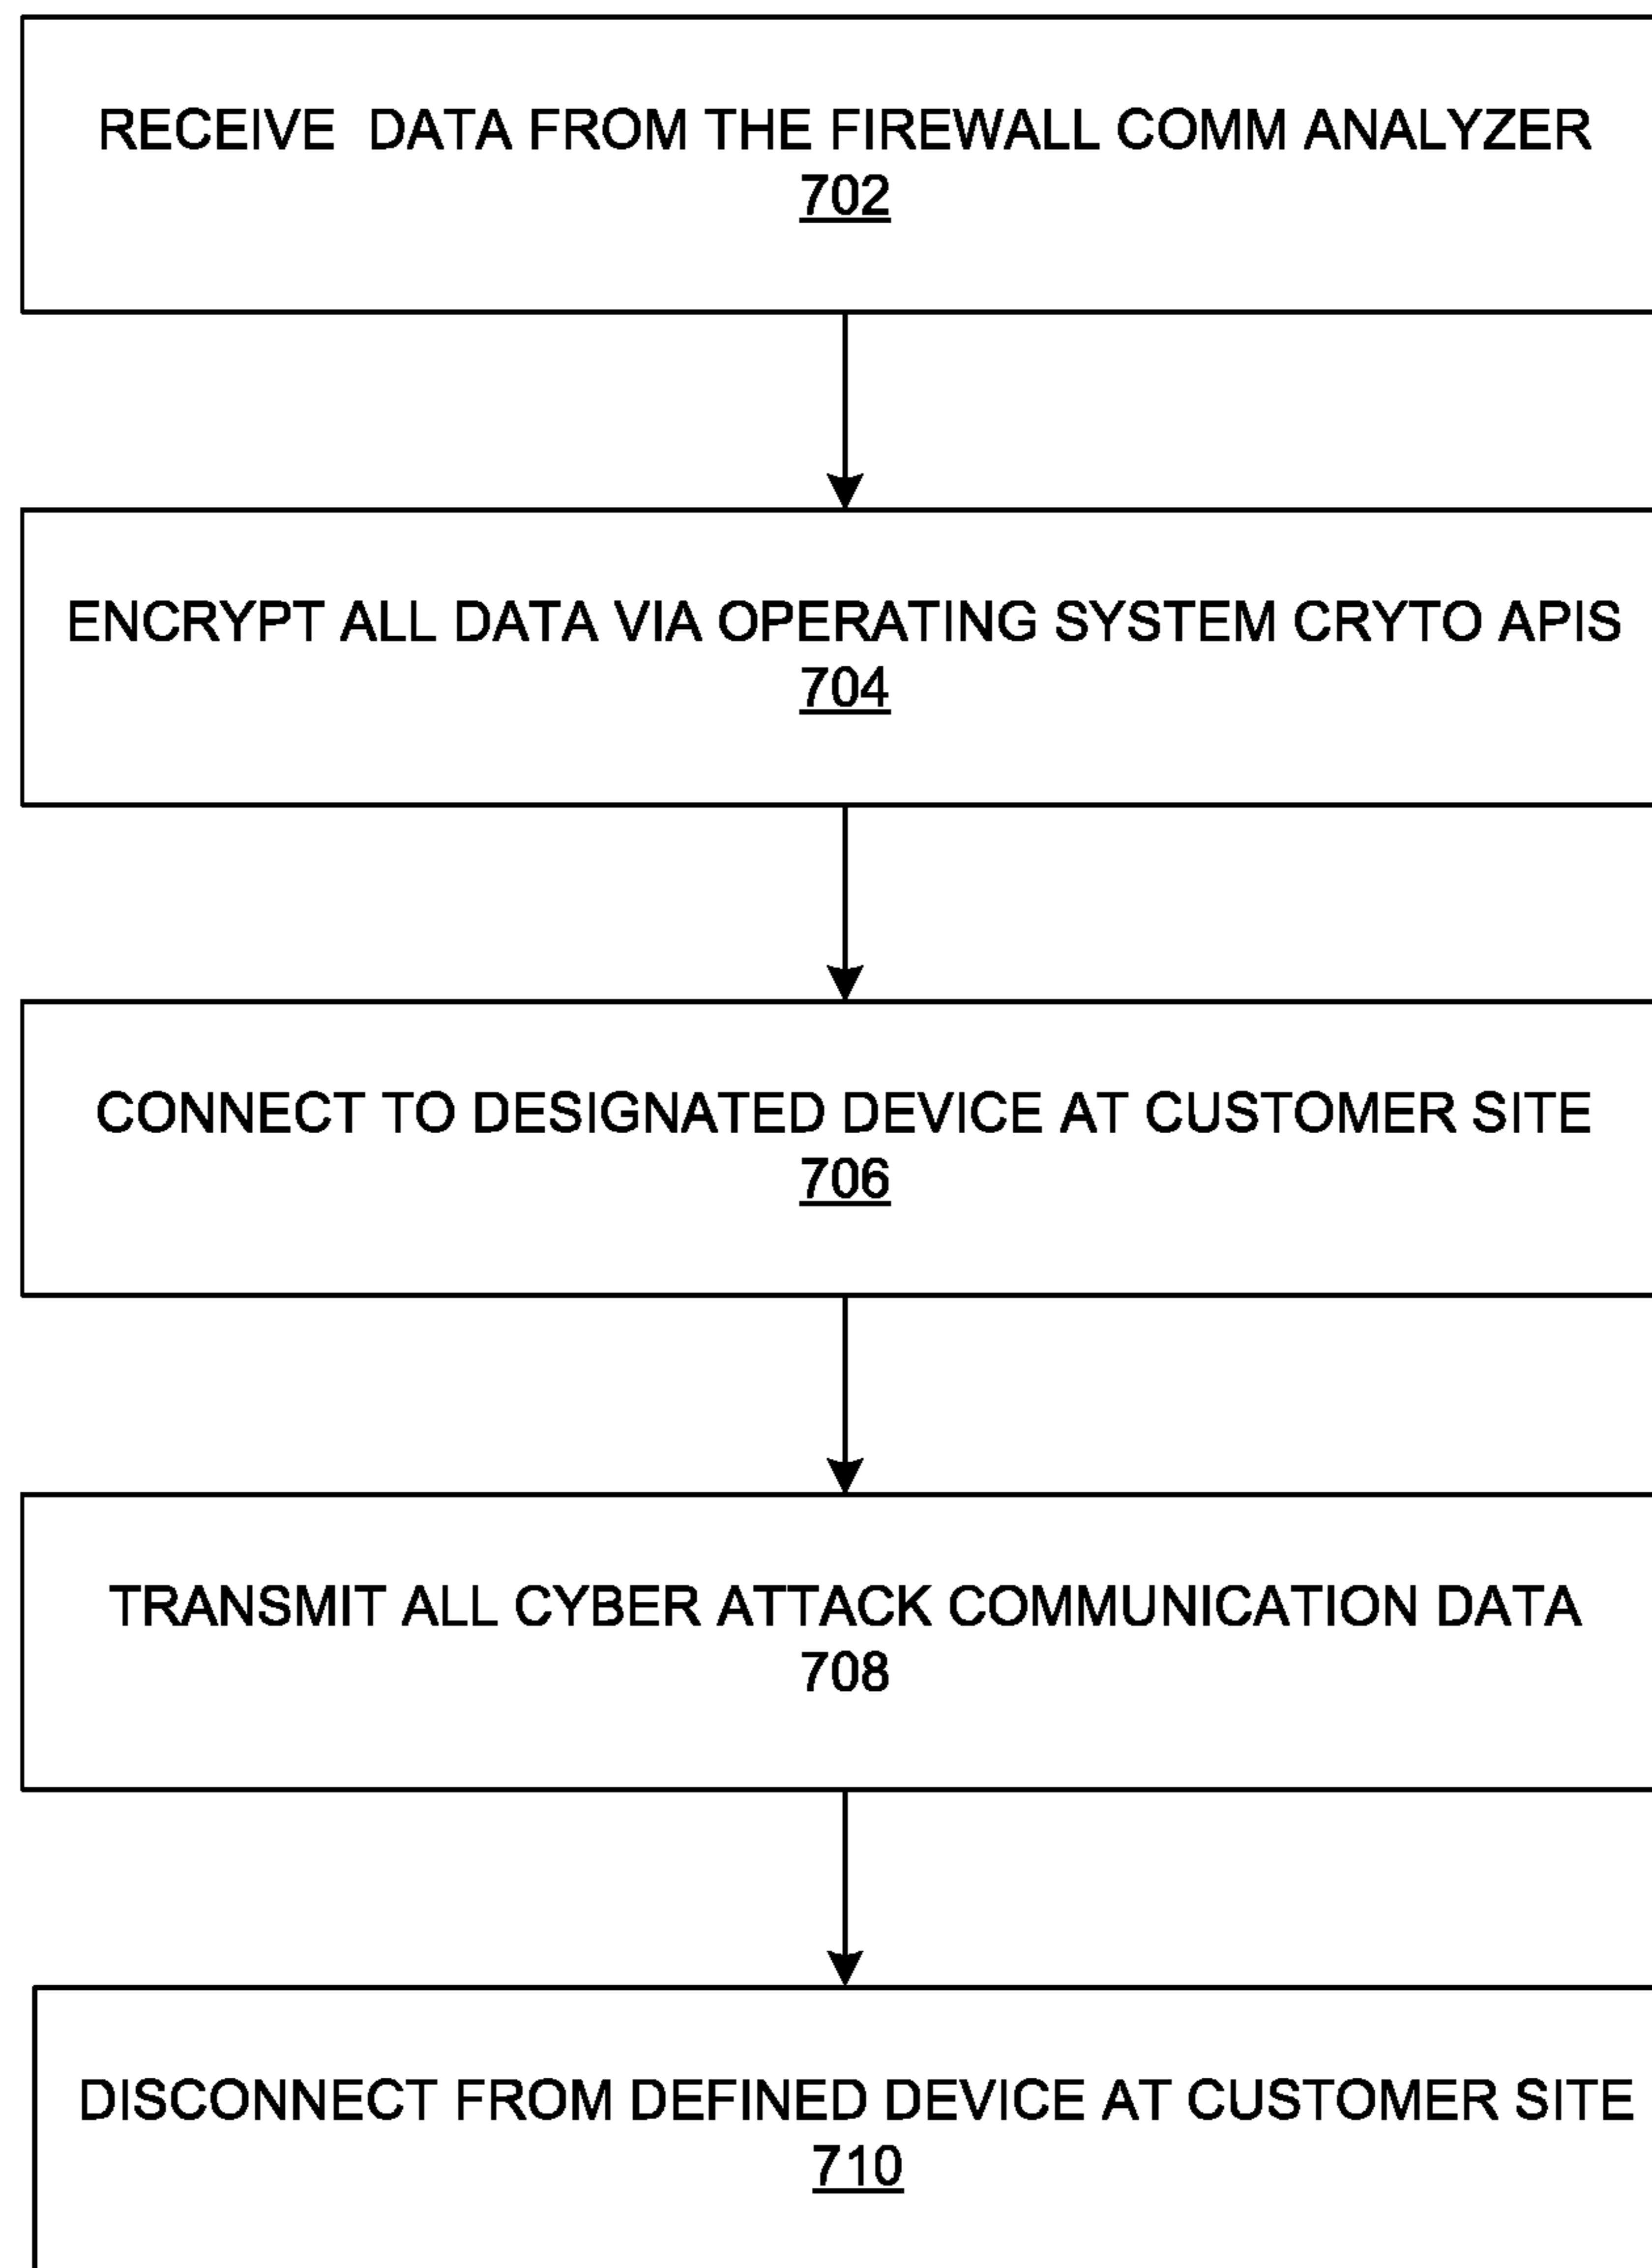 RECEIVE DATA FROM THE FIREWALL COMM ANALYZER
702
ENCRYPT ALL DATA VIA OPERATING SYSTEM CRYTO APIS
704
CONNECT TO DESIGNATED DEVICE AT CUSTOMER SITE
706
TRANSMIT ALL CYBER ATTACK COMMUNICATION DATA
708
DISCONNECT FROM DEFINED DEVICE AT CUSTOMER SITE
710